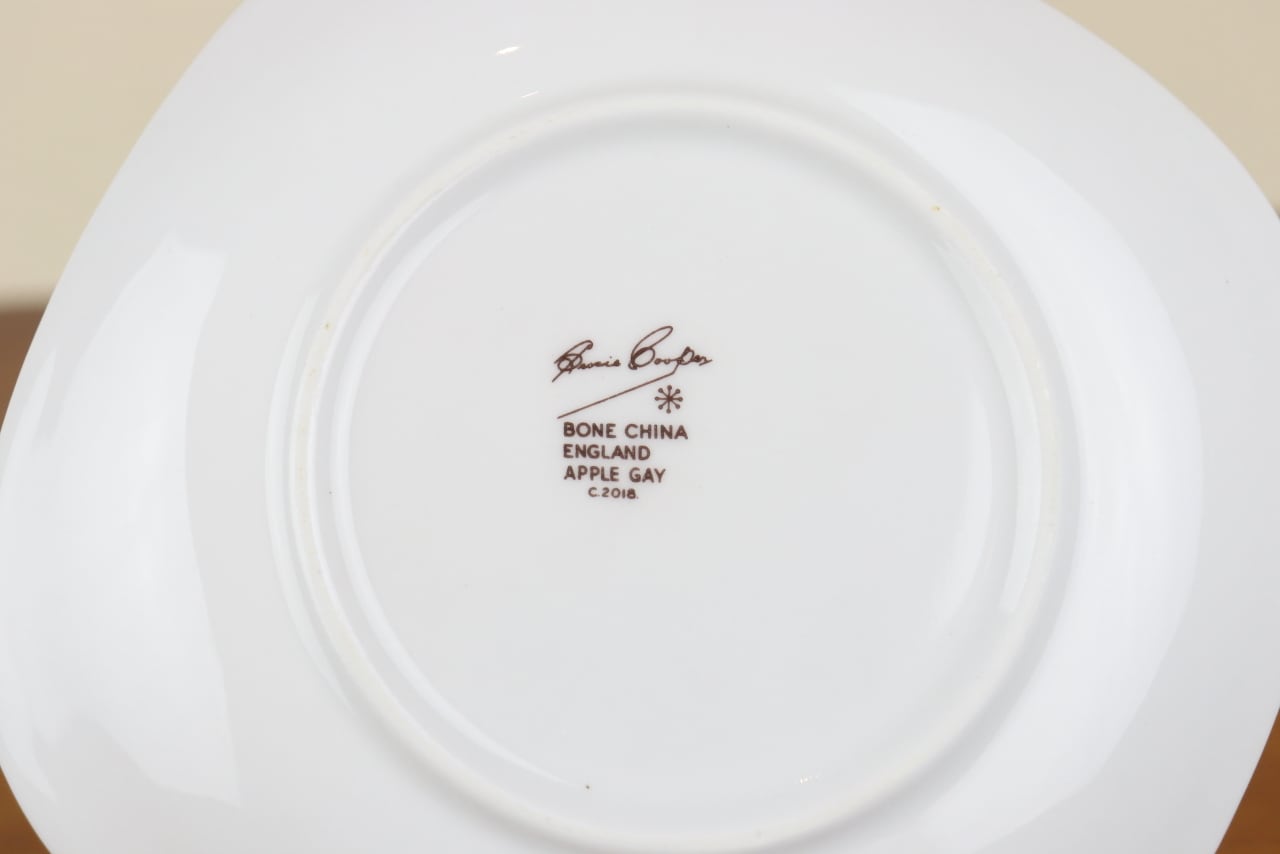 Susie Cooper
BONE CHINA
ENGLAND
APPLE GAY
C.2018.